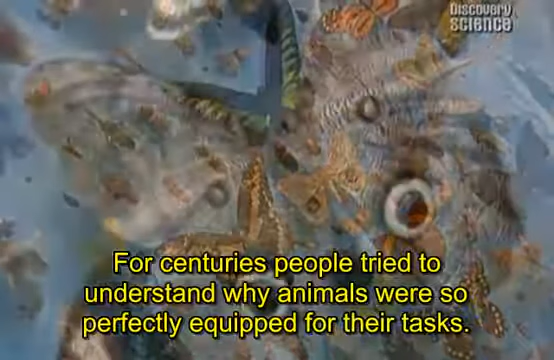 Discovery
SCIENCE
For centuries people tried to
understand why animals were so
perfectly equipped for their tasks.